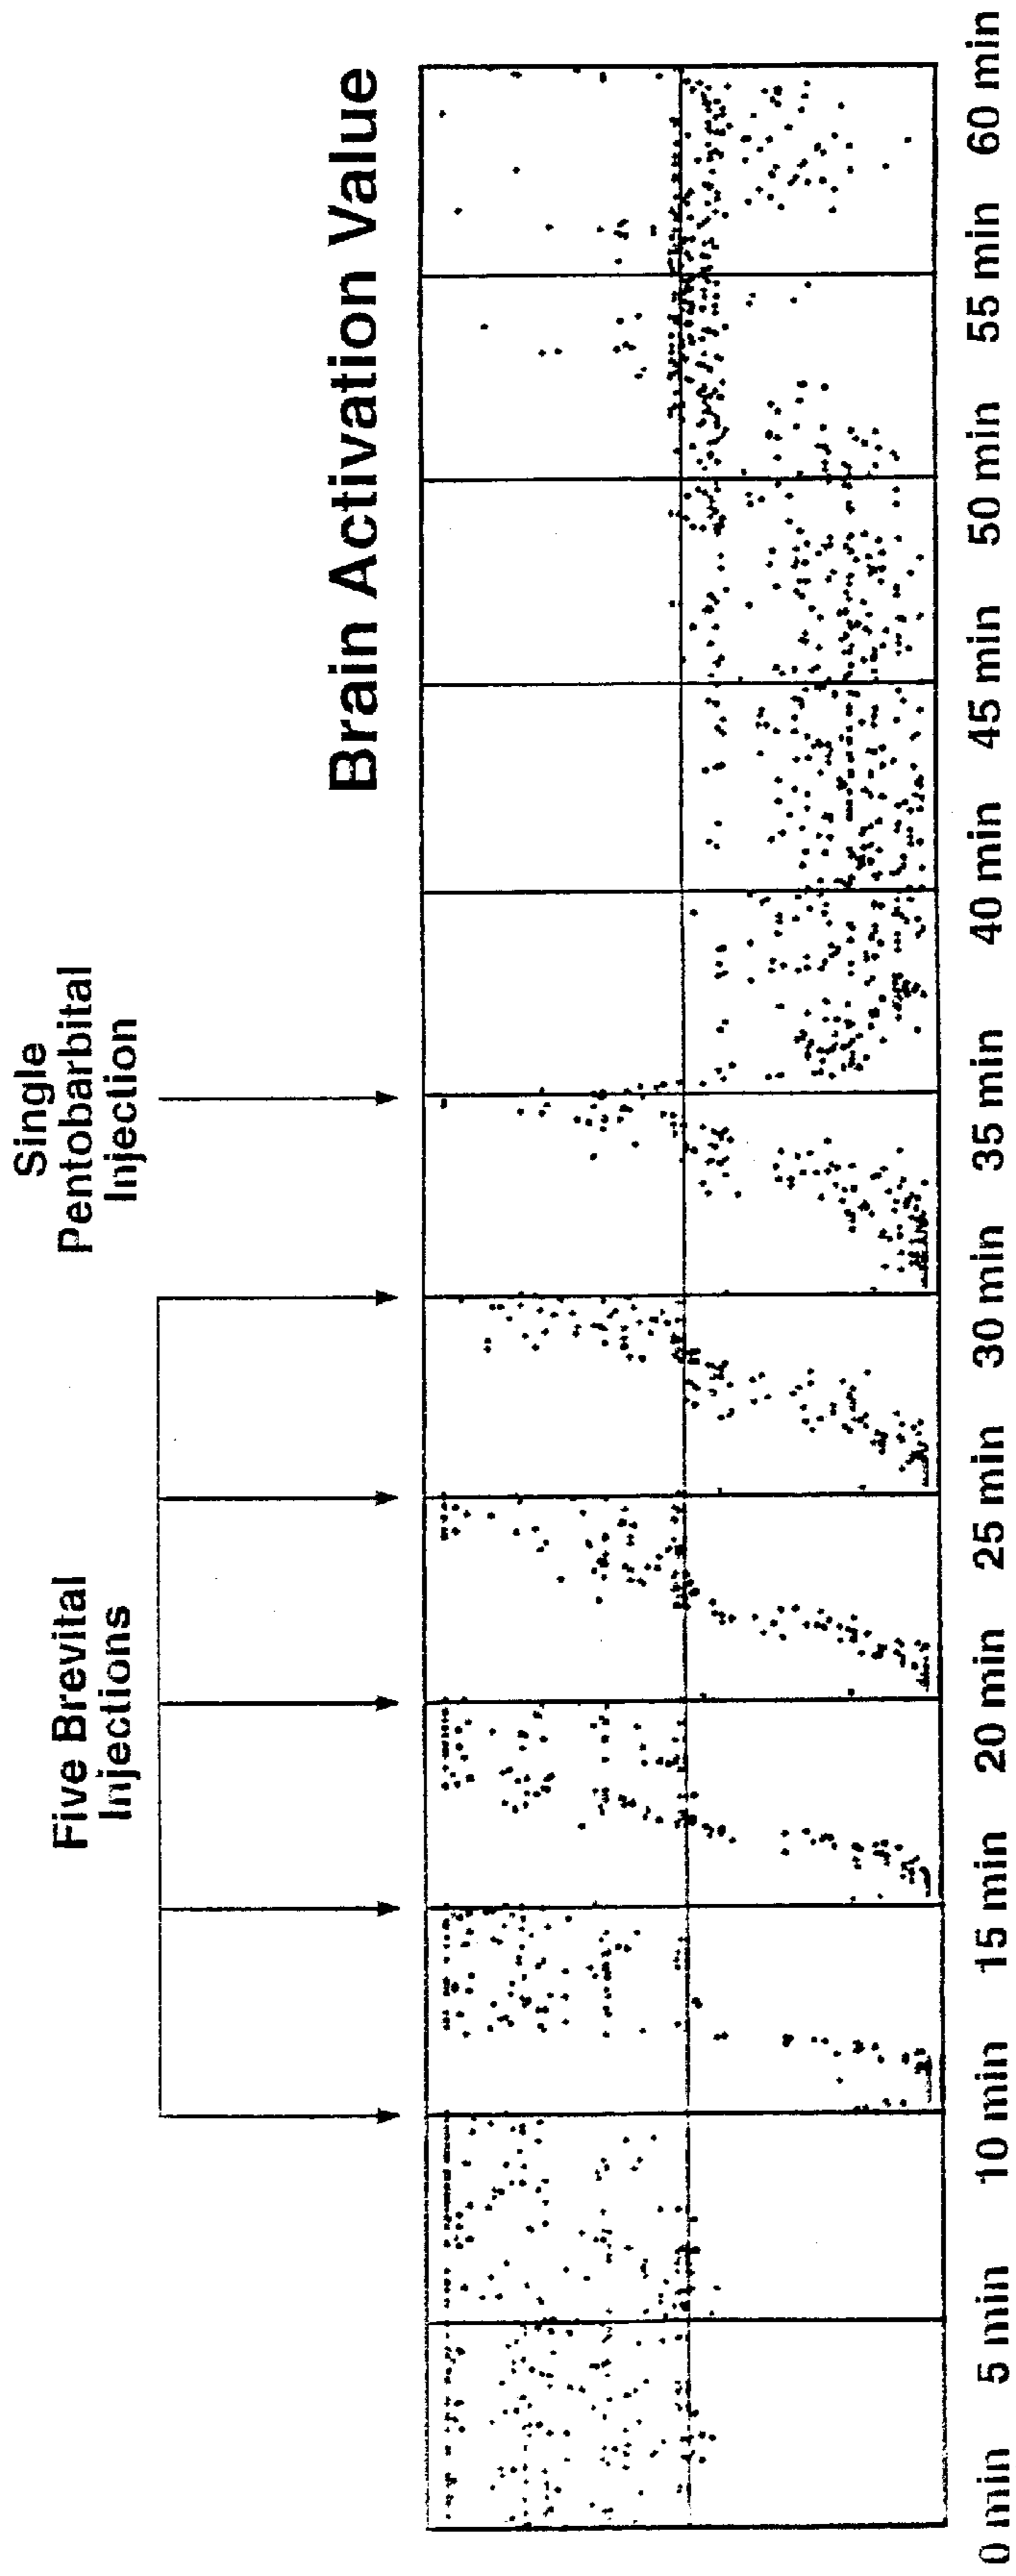 Five Brevital
Injections
Single
Pentobarbital
Injection
Brain Activation Value
0 min 5 min 10 min 15 min 20 min 25 min 30 min 35 min 40 min 45 min 50 min 55 min 60 min